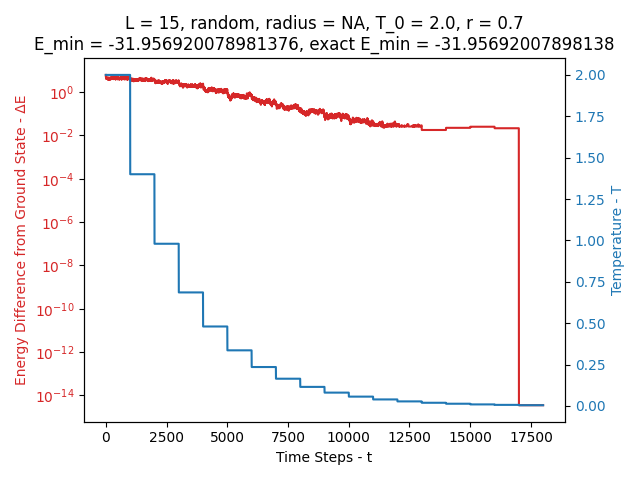 L = 15, random, radius = NA, T_0 = 2.0, r = 0.7
E_min = -31.956920078981376, exact E_min = -31.95692007898138
Energy Difference from Ground State - ΔE
10⁰
10⁻²
10⁻⁴
10⁻⁶
10⁻⁸
10⁻¹⁰
10⁻¹²
10⁻¹⁴
2.00
1.75
1.50
1.25
1.00
0.75
0.50
0.25
0.00
Temperature - T
0 2500 5000 7500 10000 12500 15000 17500
Time Steps - t